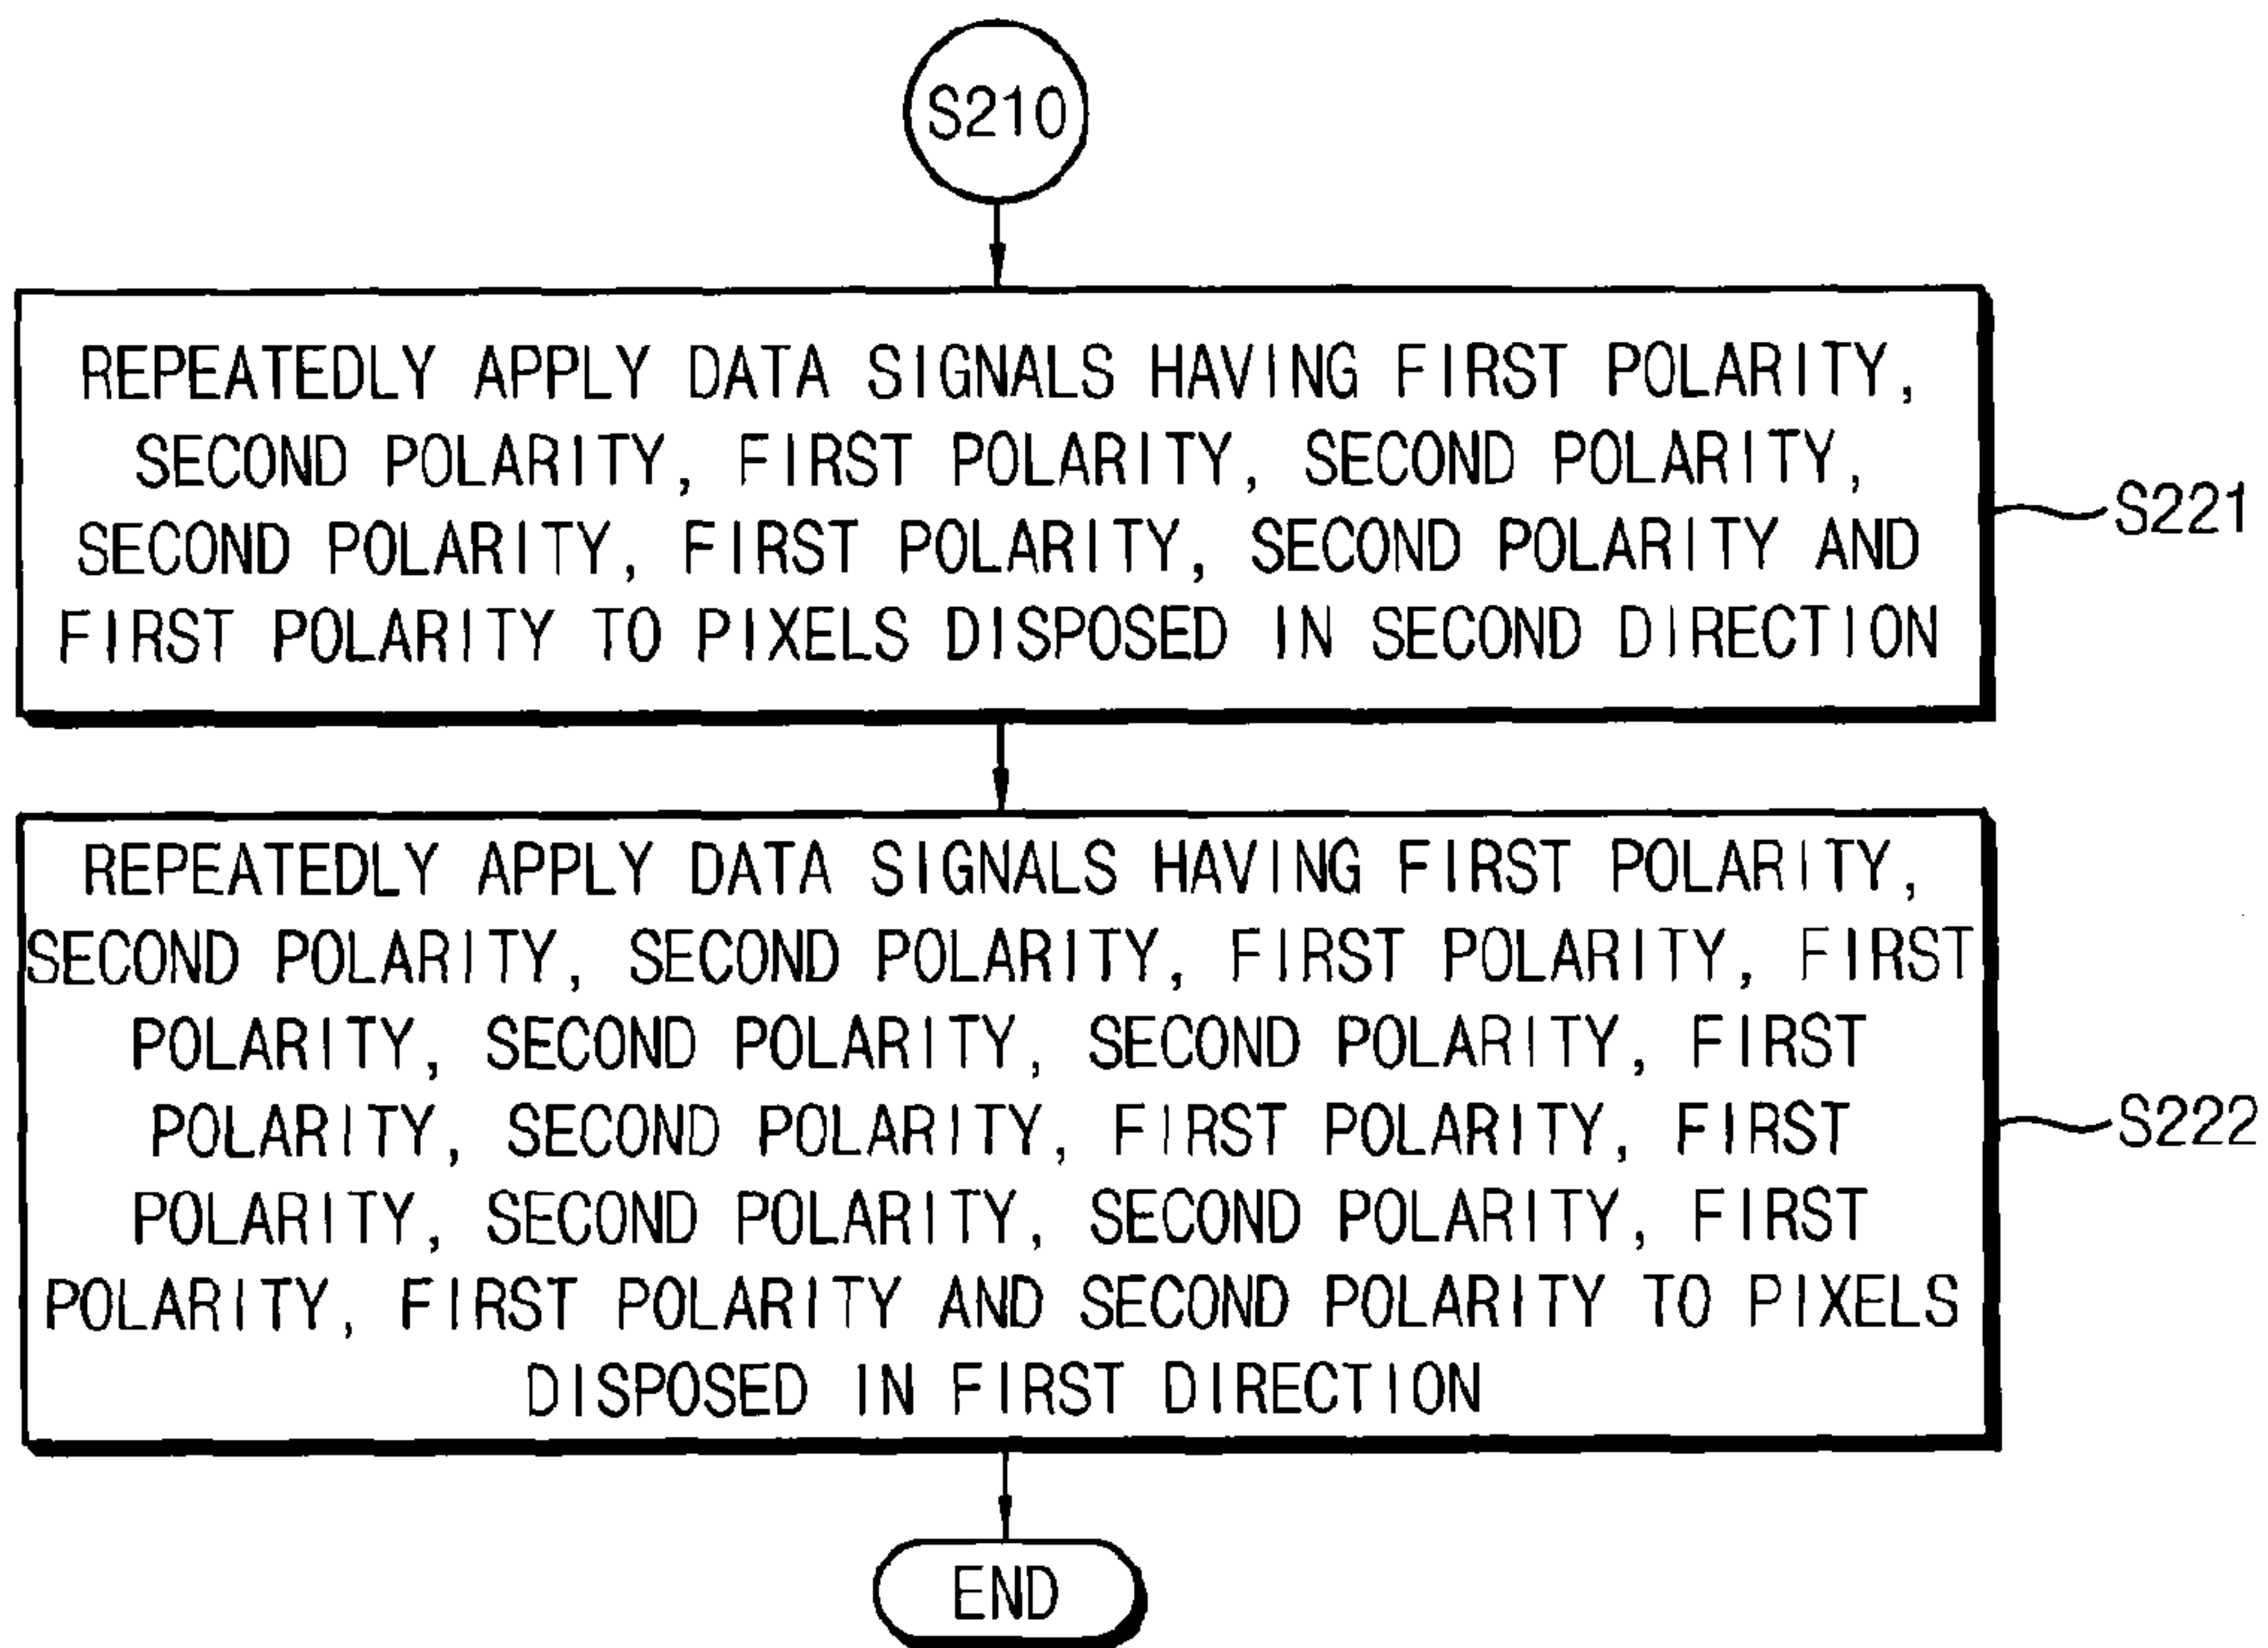 S210
REPEATEDLY APPLY DATA SIGNALS HAVING FIRST POLARITY,
SECOND POLARITY, FIRST POLARITY, SECOND POLARITY,
SECOND POLARITY, FIRST POLARITY, SECOND POLARITY AND
FIRST POLARITY TO PIXELS DISPOSED IN SECOND DIRECTION
S221
REPEATEDLY APPLY DATA SIGNALS HAVING FIRST POLARITY,
SECOND POLARITY, SECOND POLARITY, FIRST POLARITY, FIRST
POLARITY, SECOND POLARITY, SECOND POLARITY, FIRST
POLARITY, SECOND POLARITY, FIRST POLARITY, FIRST
POLARITY, SECOND POLARITY, SECOND POLARITY, FIRST
POLARITY, FIRST POLARITY AND SECOND POLARITY TO PIXELS
DISPOSED IN FIRST DIRECTION
S222
END